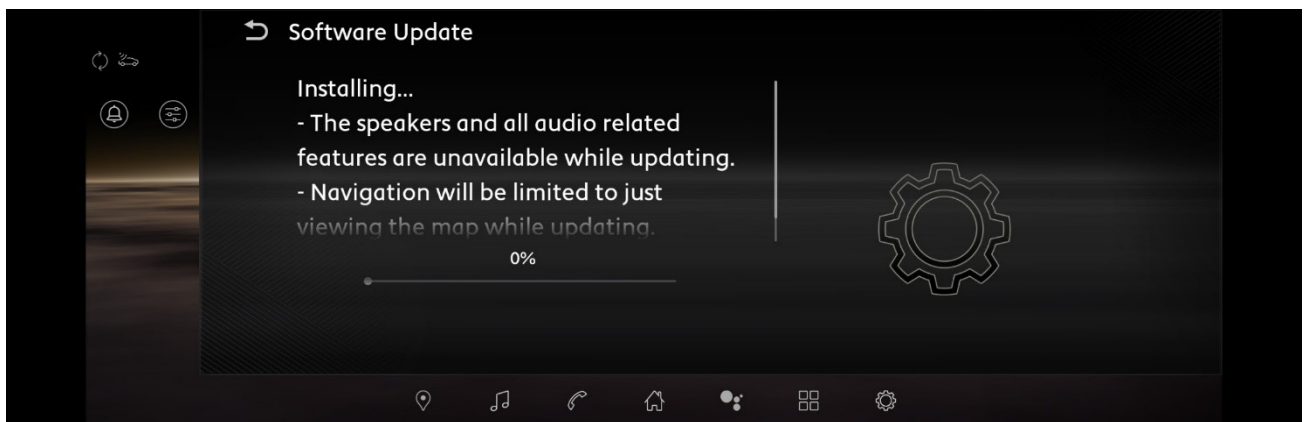 Software Update
Installing...
- The speakers and all audio related
features are unavailable while updating.
- Navigation will be limited to just
viewing the map while updating.
0%